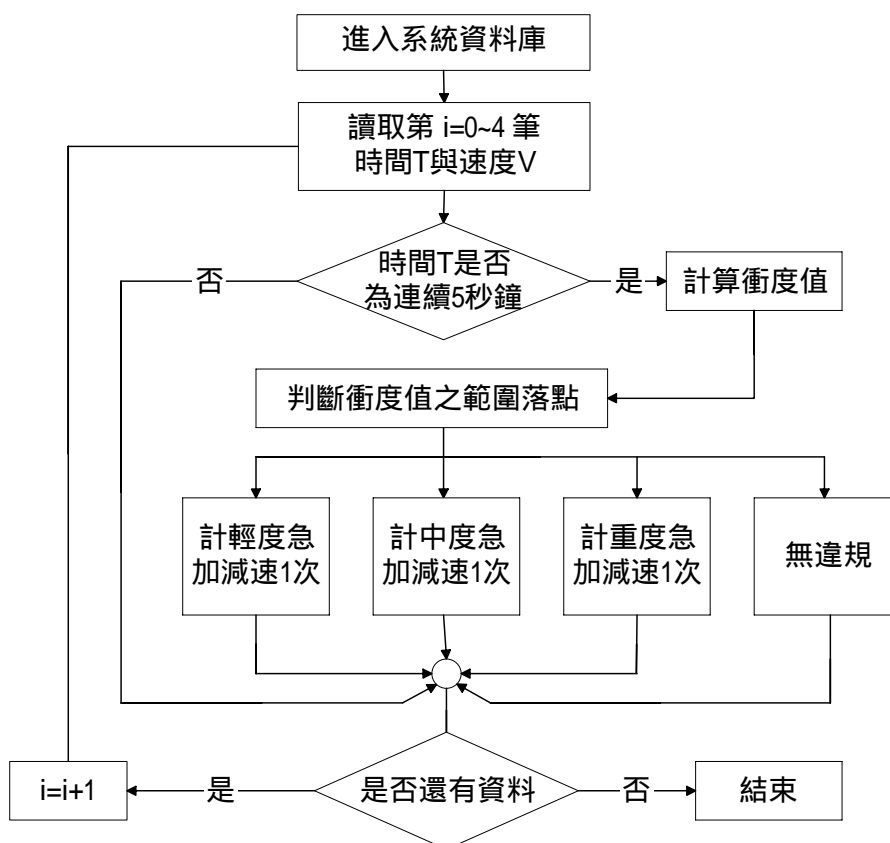 進入系統資料庫
讀取第 i=0~4 筆
時間T與速度V
時間T是否
為連續5秒鐘
否
是
計算衝度值
判斷衝度值之範圍落點
計輕度急
加減速1次
計中度急
加減速1次
計重度急
加減速1次
無違規
i=i+1
是
是否還有資料
否
結束